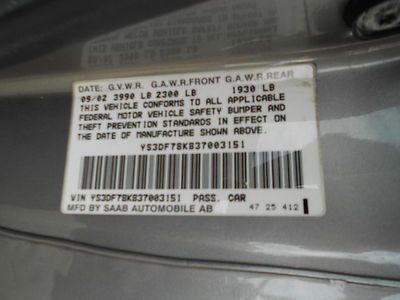 DATE: G.V.W.R. G.A.W.R.FRONT G.A.W.R.REAR
09/02 3990 LB 2300 LB 1930 LB
THIS VEHICLE CONFORMS TO ALL APPLICABLE
FEDERAL MOTOR VEHICLE SAFETY BUMPER AND
THEFT PREVENTION STANDARDS IN EFFECT ON
THE DATE OF MANUFACTURE SHOWN ABOVE.
YS3DF78K837003151
VIN YS3DF78K837003151 PASS. CAR
MFD BY SAAB AUTOMOBILE AB 47 25 412